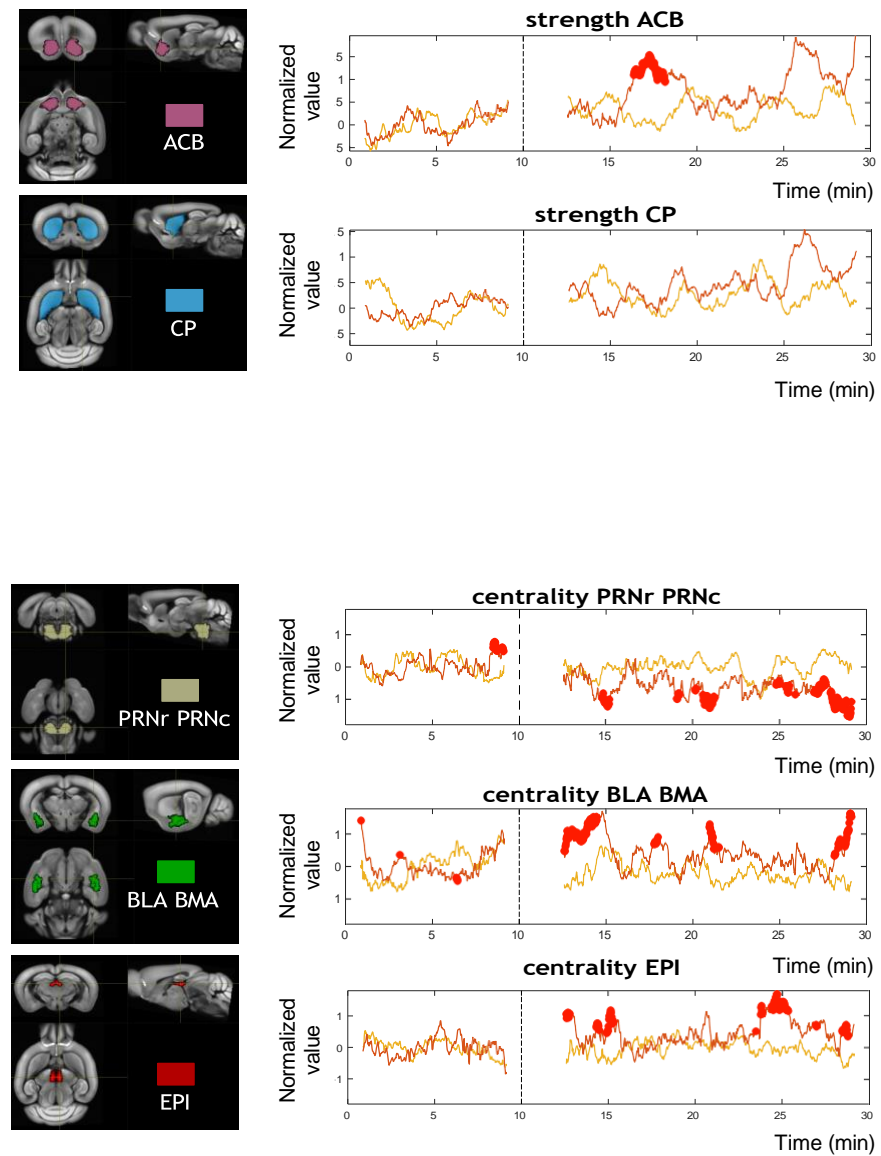 strength ACB
Normalized
value
5
1
5
0
5
0 5 10 15 20 25 30
Time (min)
ACB
strength CP
Normalized
value
5
1
5
0
5
0 5 10 15 20 25 30
Time (min)
CP
centrality PRNr PRNc
Normalized
value
1
0
1
0 5 10 15 20 25 30
Time (min)
PRNr PRNc
centrality BLA BMA
Normalized
value
1
0
1
0 5 10 15 20 25 30
Time (min)
BLA BMA
centrality EPI
Normalized
value
1
0
-1
0 5 10 15 20 25 30
Time (min)
EPI